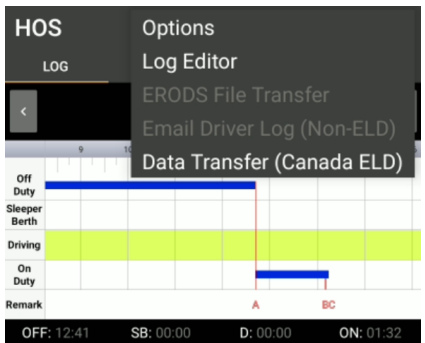 HOS
Options
LOG
Log Editor
ERODS File Transfer
Email Driver Log (Non-ELD)
Data Transfer (Canada ELD)
9
Off
Duty
Sleeper
Berth
Driving
On
Duty
Remark A BC
OFF: 12:41 SB: 00:00 D: 00:00 ON: 01:32